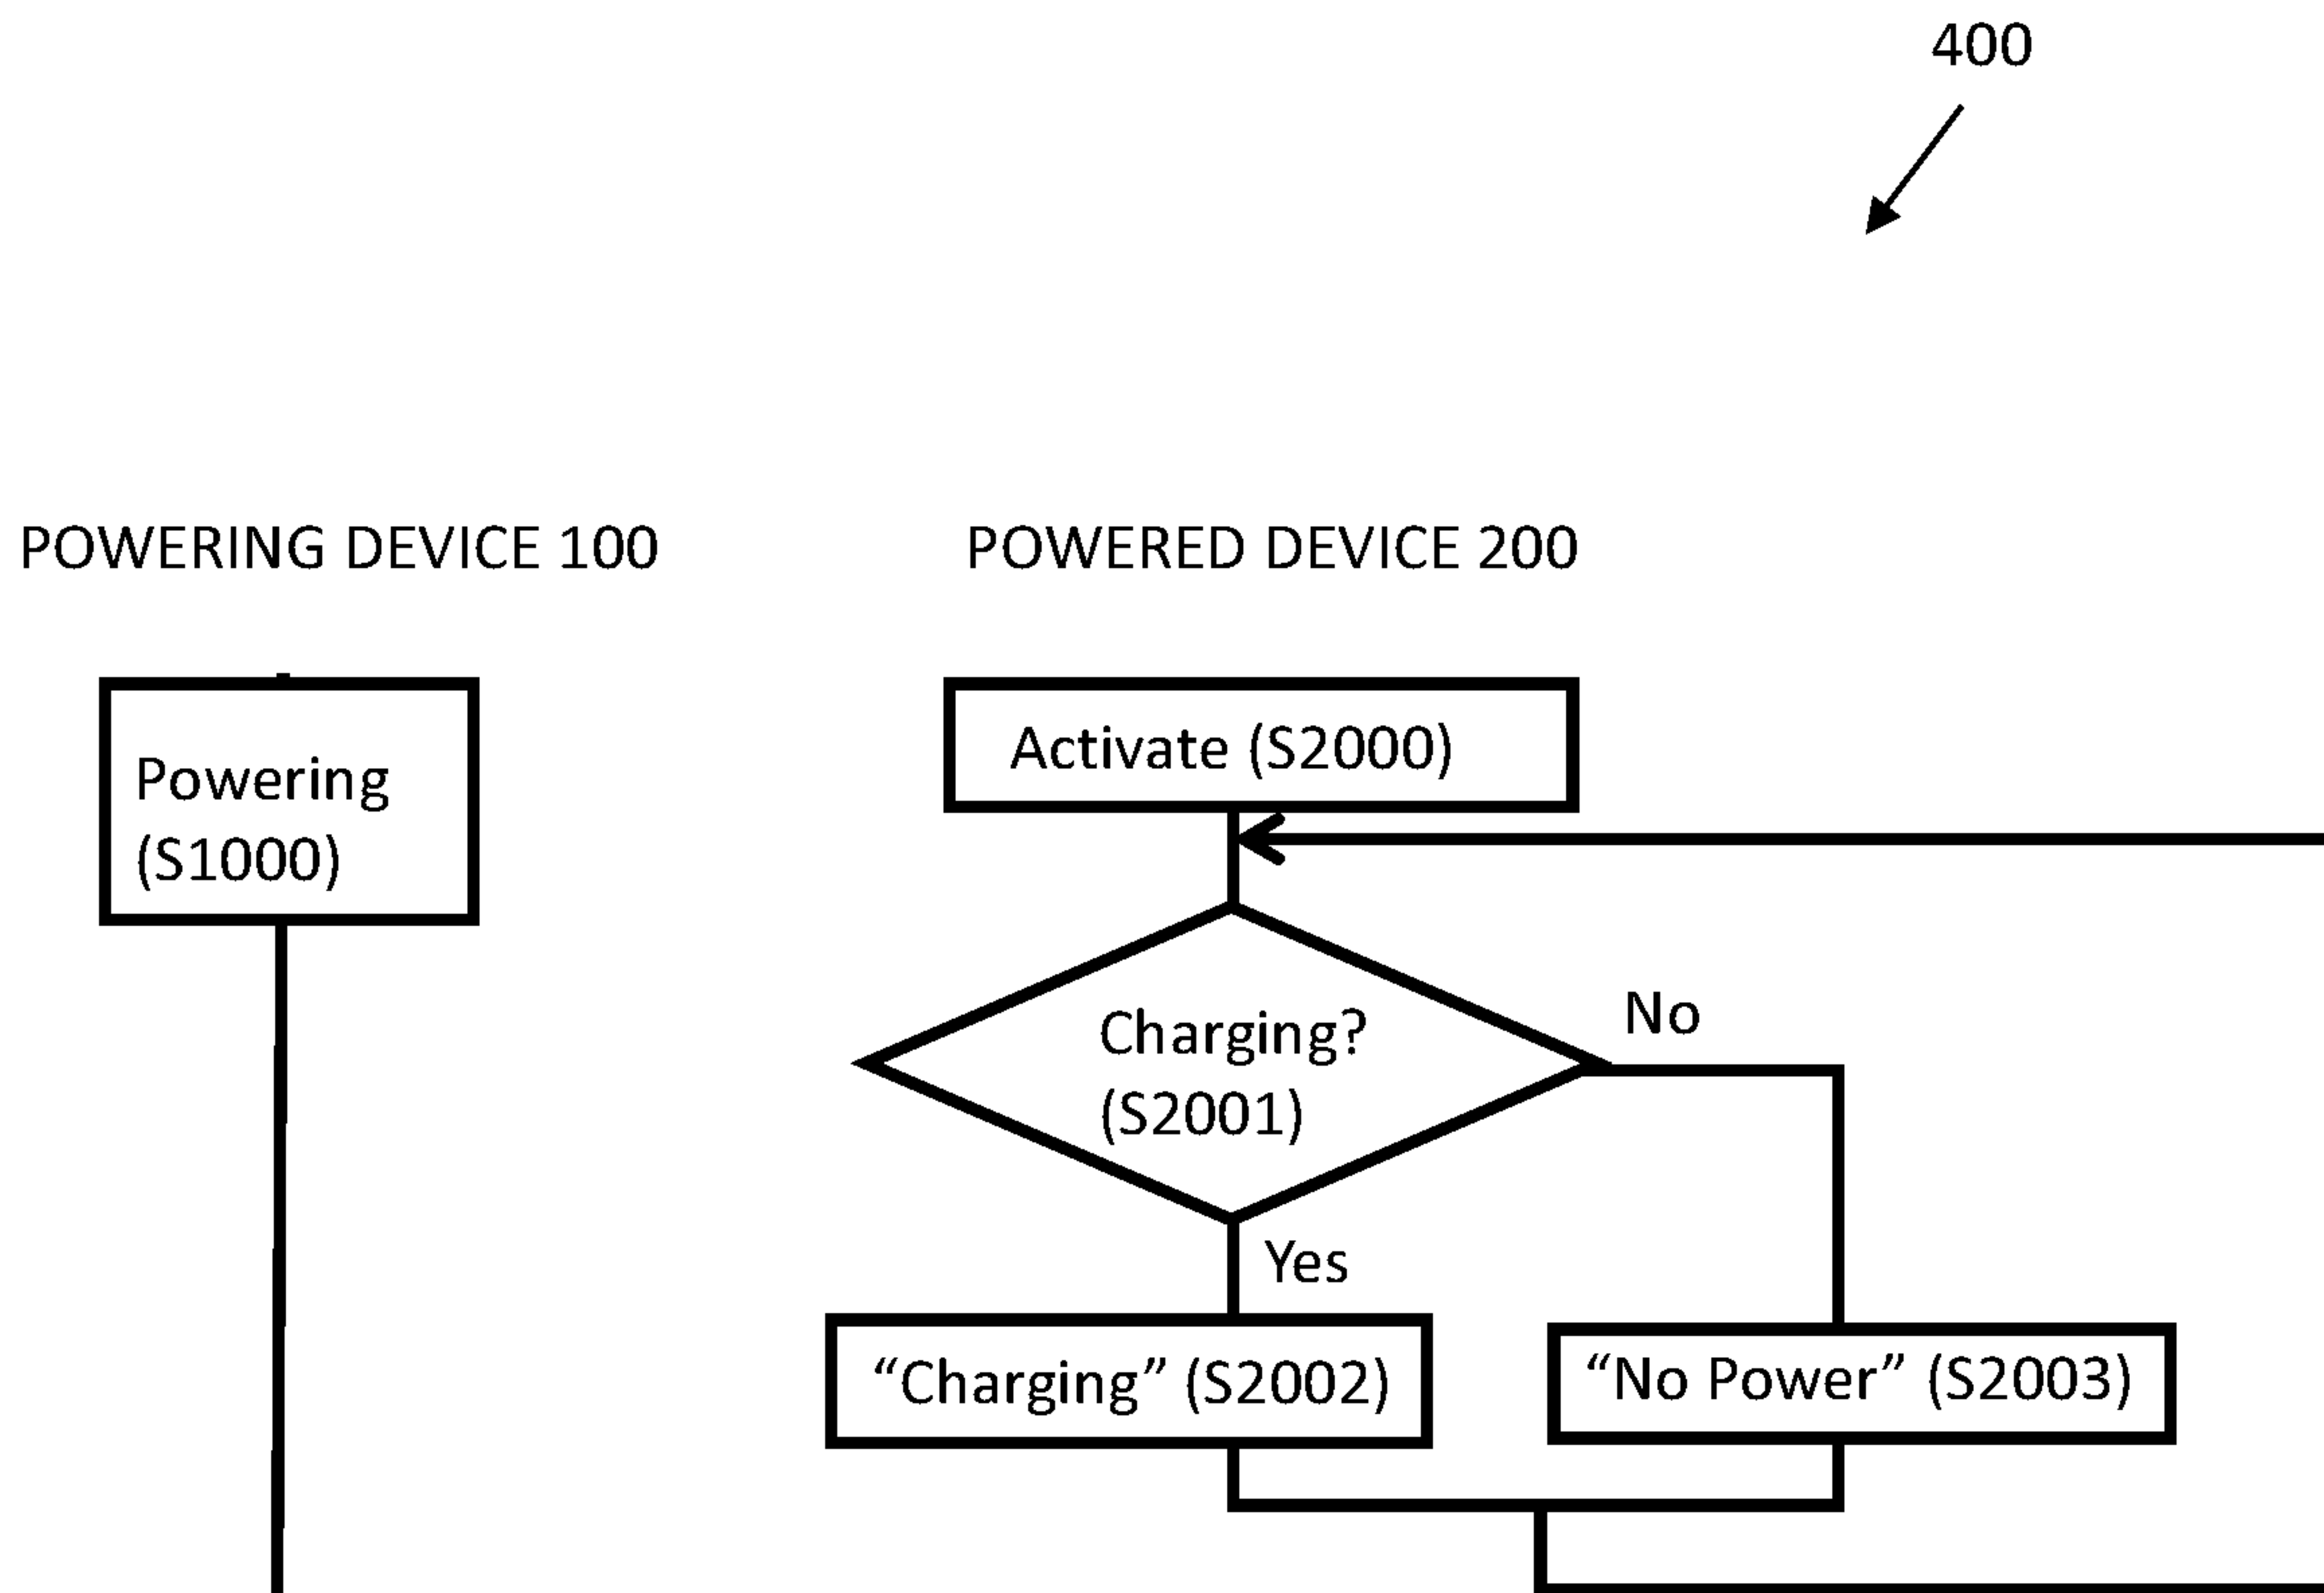 400
POWERING DEVICE 100
POWERED DEVICE 200
Powering
(S1000)
Activate (S2000)
Charging?
(S2001)
No
Yes
“Charging” (S2002)
“No Power” (S2003)